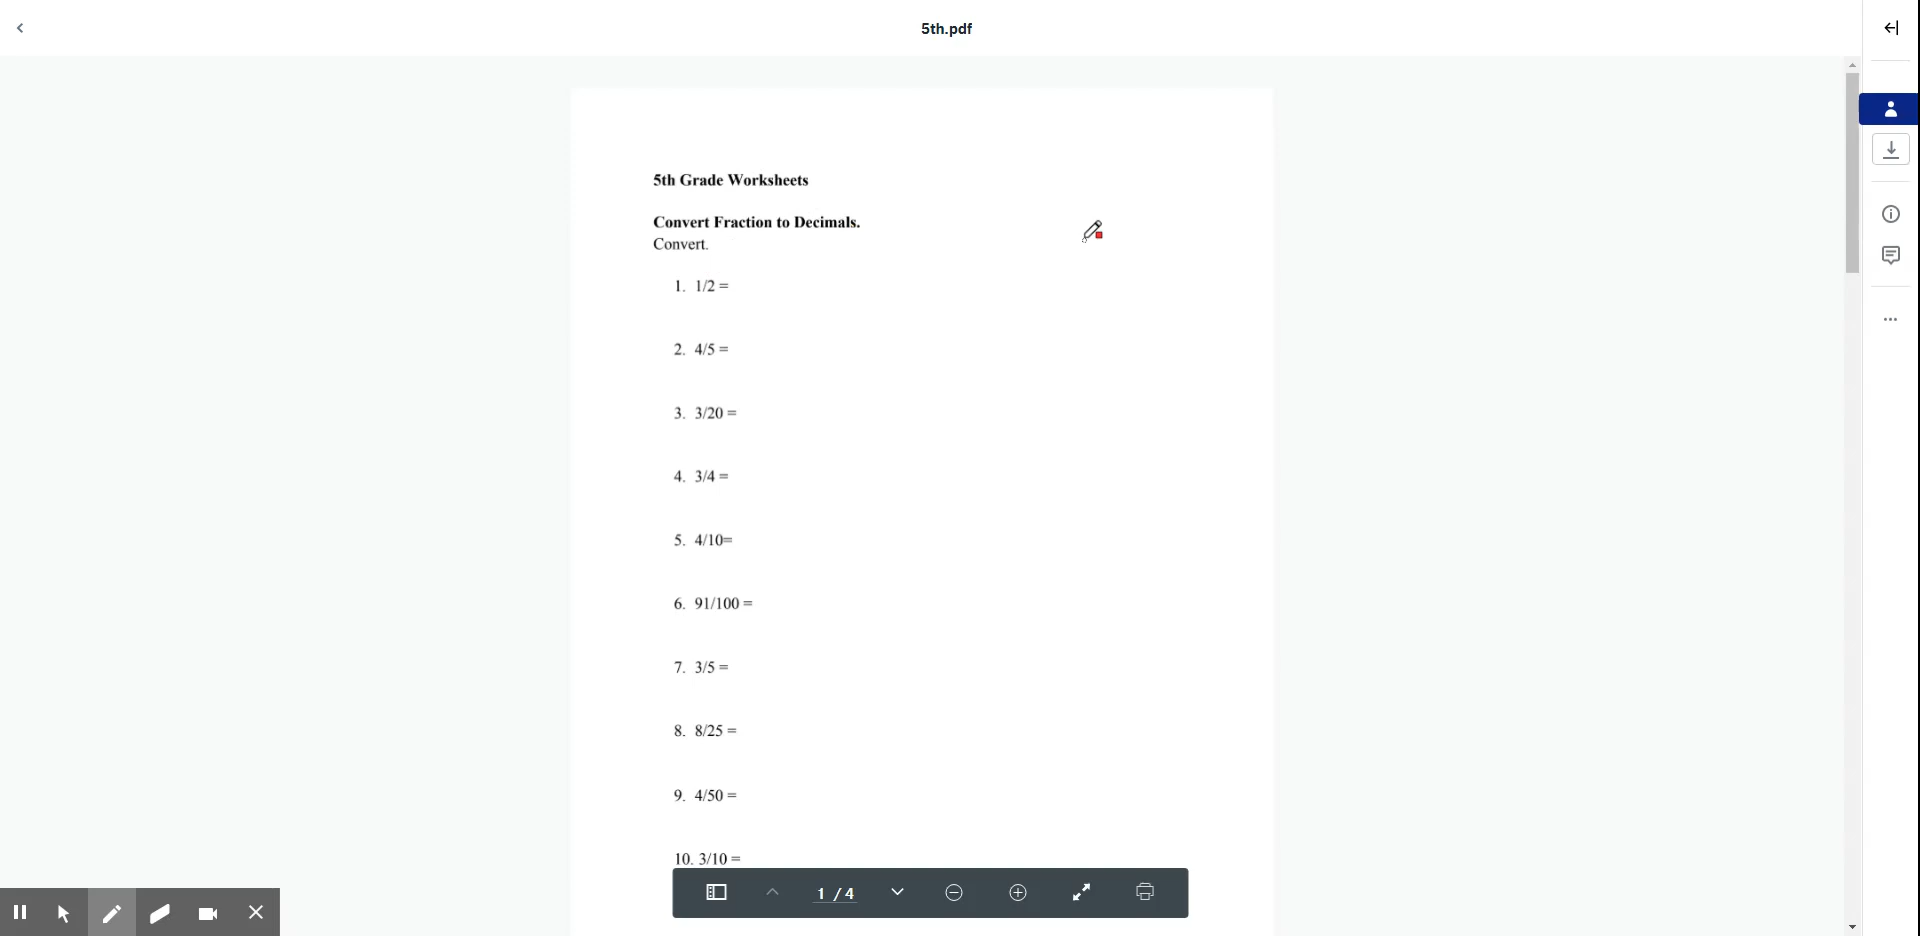 5th.pdf
5th Grade Worksheets
Convert Fraction to Decimals.
Convert.
1. 1/2 =
2. 4/5 =
3. 3/20 =
4. 3/4 =
5. 4/10=
6. 91/100 =
7. 3/5 =
8. 8/25 =
9. 4/50 =
10. 3/10 =
1 / 4